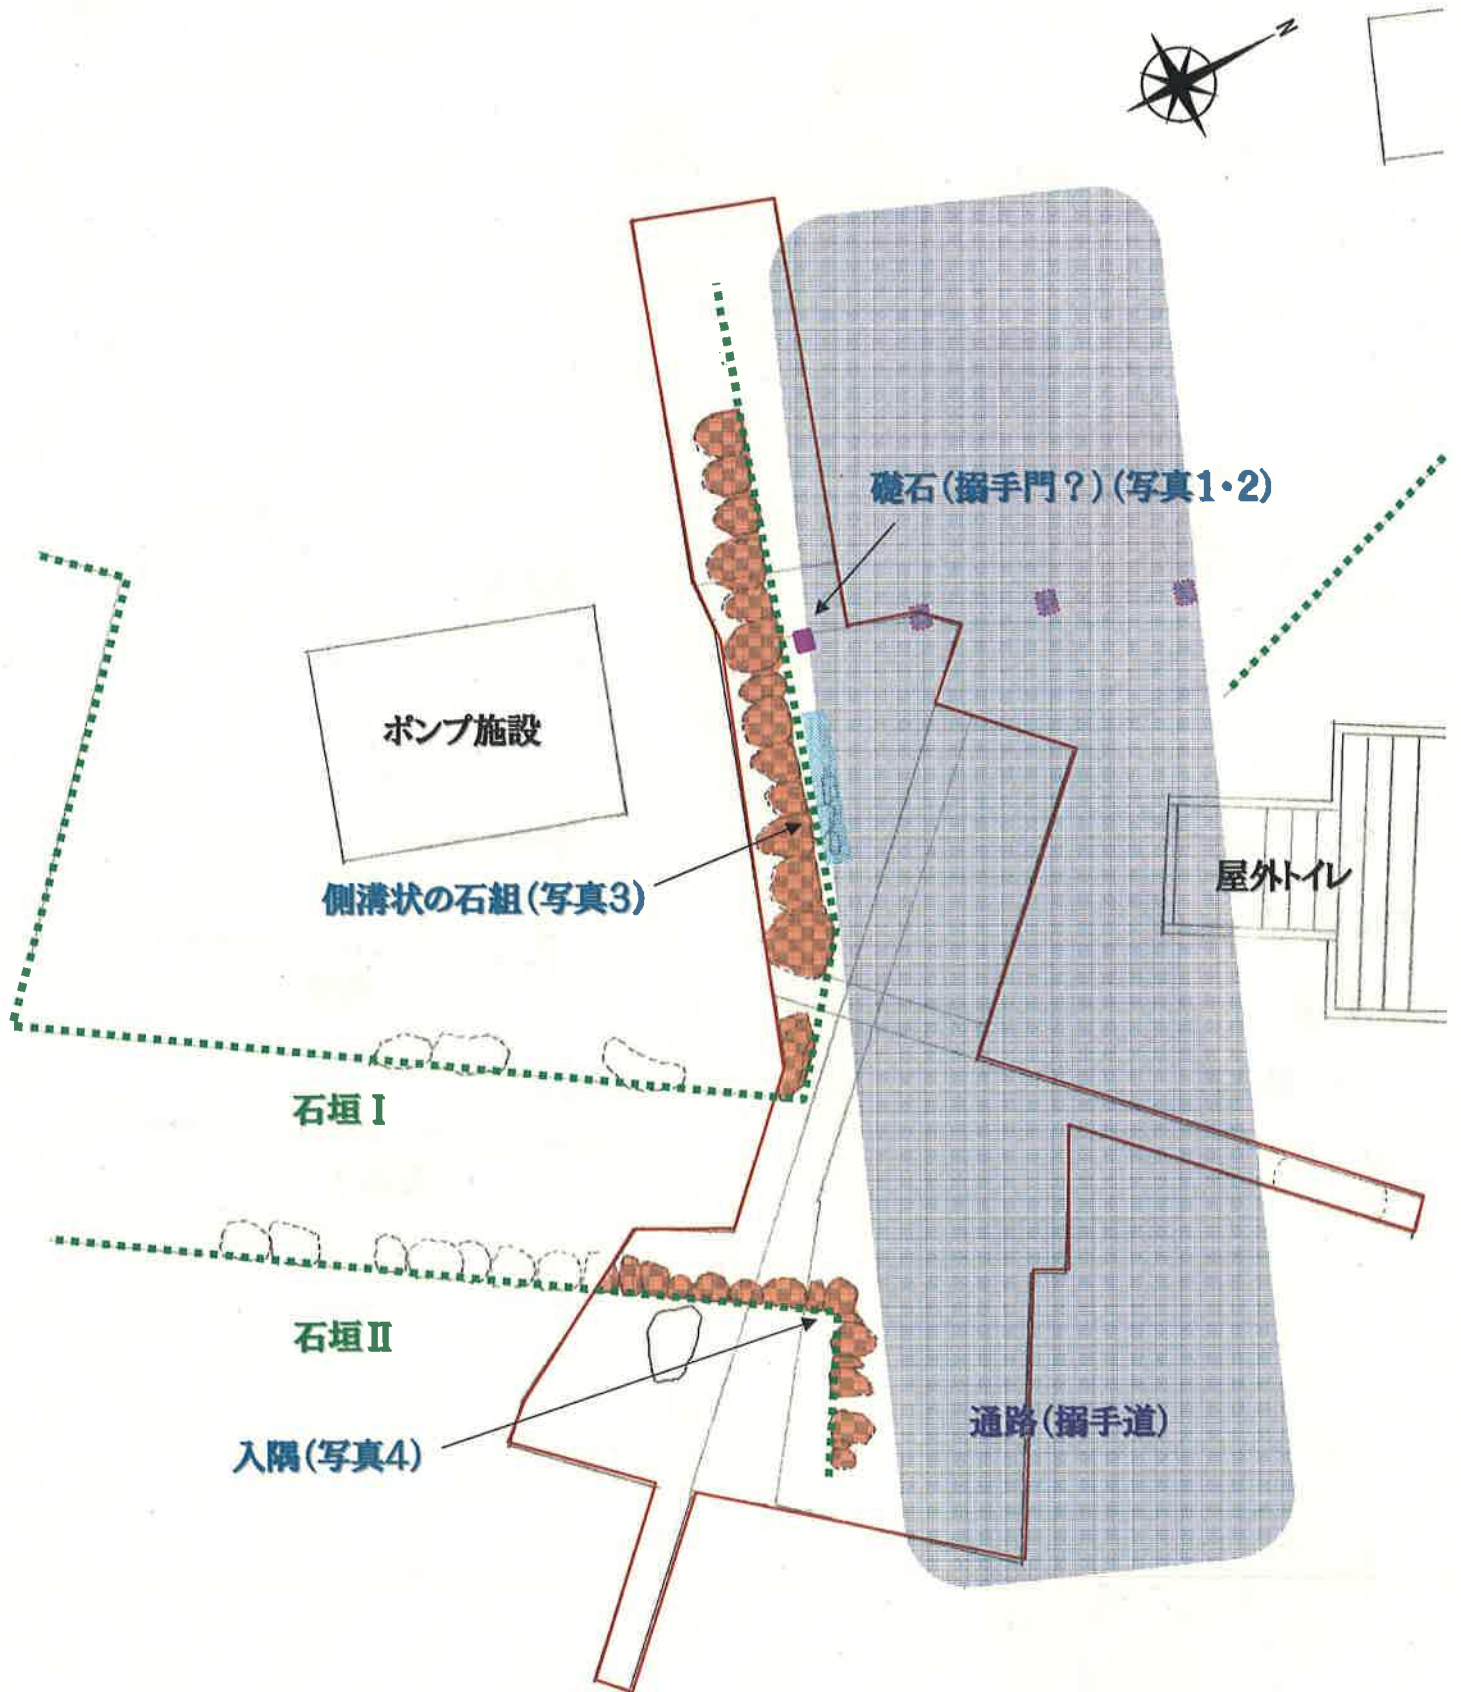 N
礎石(搦手門？)(写真1・2)
ポンプ施設
屋外トイレ
側溝状の石組(写真3)
石垣Ⅰ
石垣Ⅱ
通路(搦手道)
入隅(写真4)